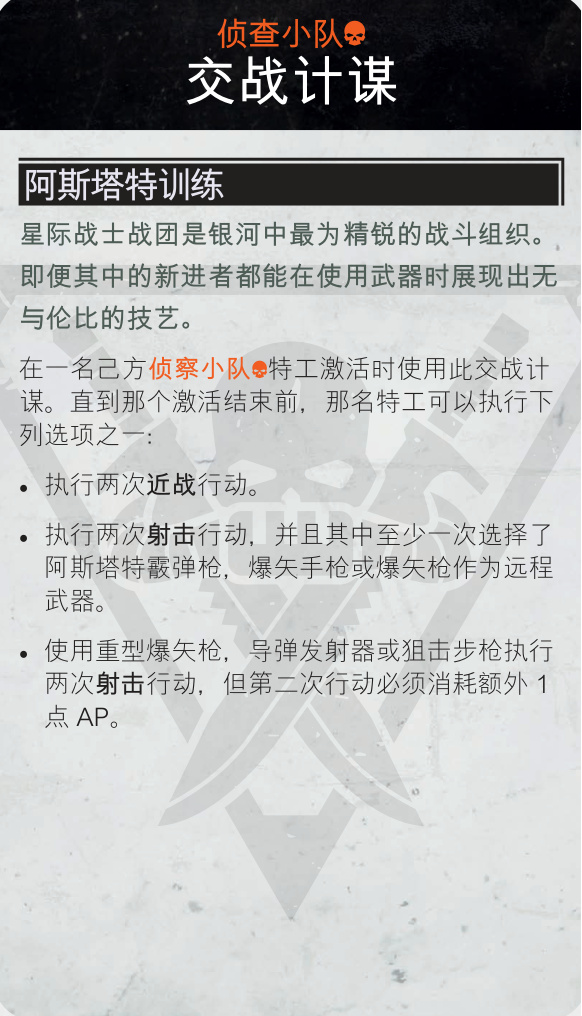 侦查小队
交战计谋
阿斯塔特训练
星际战士战团是银河中最为精锐的战斗组织。
即便其中的新进者都能在使用武器时展现出无
与伦比的技艺。
在一名己方侦察小队特工激活时使用此交战计
谋。直到那个激活结束前，那名特工可以执行下
列选项之一:
• 执行两次近战行动。
• 执行两次射击行动，并且其中至少一次选择了
阿斯塔特霰弹枪，爆矢手枪或爆矢枪作为远程
武器。
• 使用重型爆矢枪，导弹发射器或狙击步枪执行
两次射击行动，但第二次行动必须消耗额外 1
点 AP。